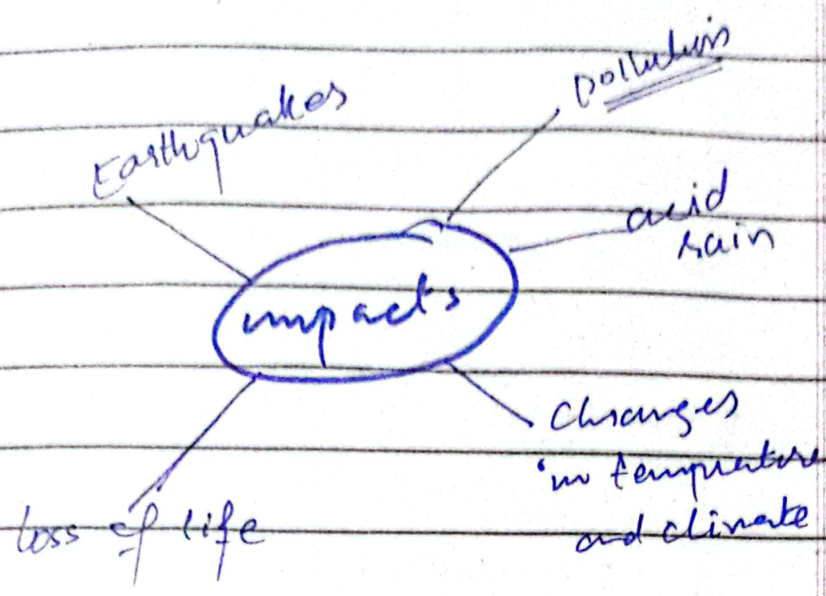 Pollution
Earthquakes
acid
rain
impacts
Changes
in temperature
and climate
loss of life